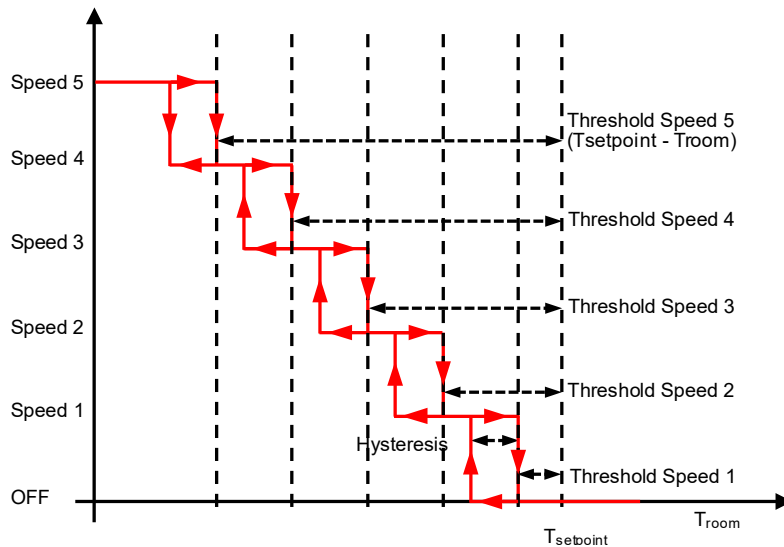 Speed 5
Threshold Speed 5
(Tsetpoint - Troom)
Speed 4
Threshold Speed 4
Speed 3
Threshold Speed 3
Speed 2
Threshold Speed 2
Speed 1
Hysteresis
Threshold Speed 1
OFF
Troom
Tsetpoint